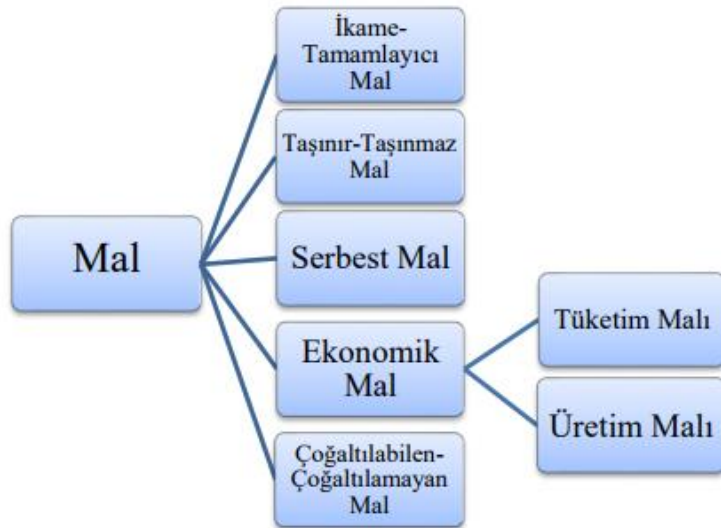 İkame-
Tamamlayıcı
Mal
Taşınır-Taşınmaz
Mal
Mal
Serbest Mal
Ekonomik
Mal
Tüketim Malı
Üretim Malı
Çoğaltılabilen-
Çoğaltılamayan
Mal